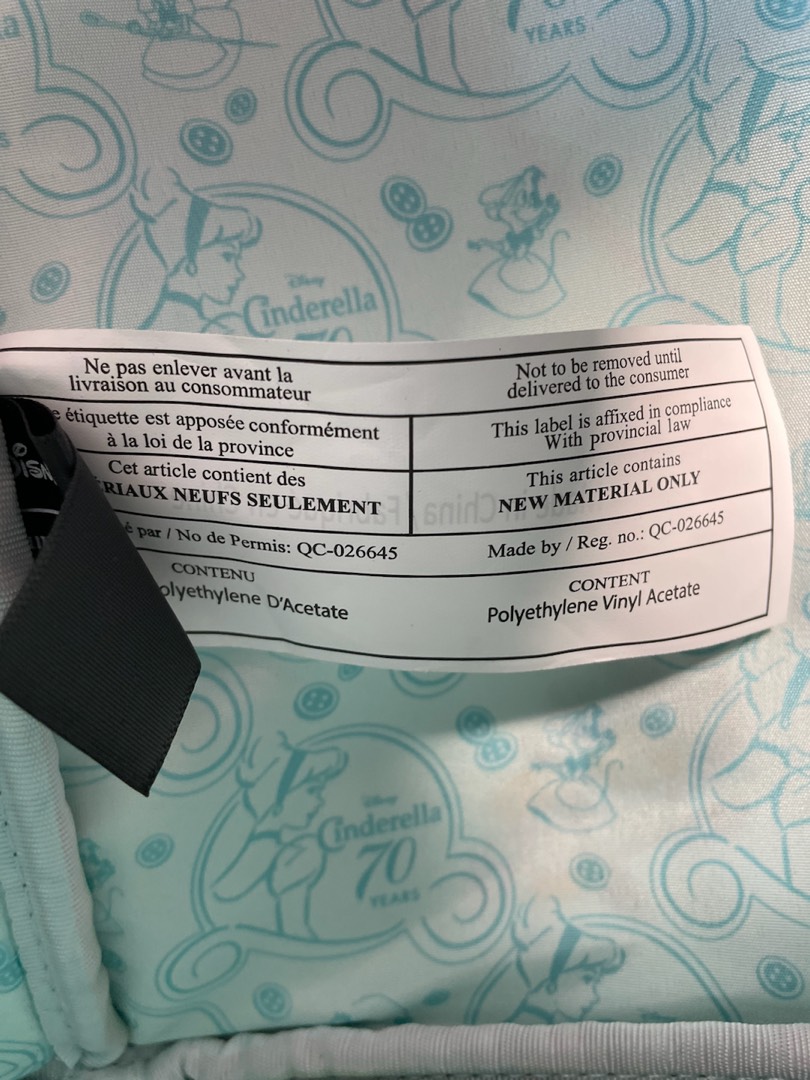 YEARS
Disney
Cinderella
70
Ne pas enlever avant la
livraison au consommateur
Not to be removed until
delivered to the consumer
étiquette est apposée conformément
à la loi de la province
This label is affixed in compliance
With provincial law
Cet article contient des
RIAUX NEUFS SEULEMENT
This article contains
NEW MATERIAL ONLY
é par / No de Permis: QC-026645
Made by / Reg. no.: QC-026645
CONTENU
olyethylene D'Acetate
CONTENT
Polyethylene Vinyl Acetate
Disney
Cinderella
70
YEARS